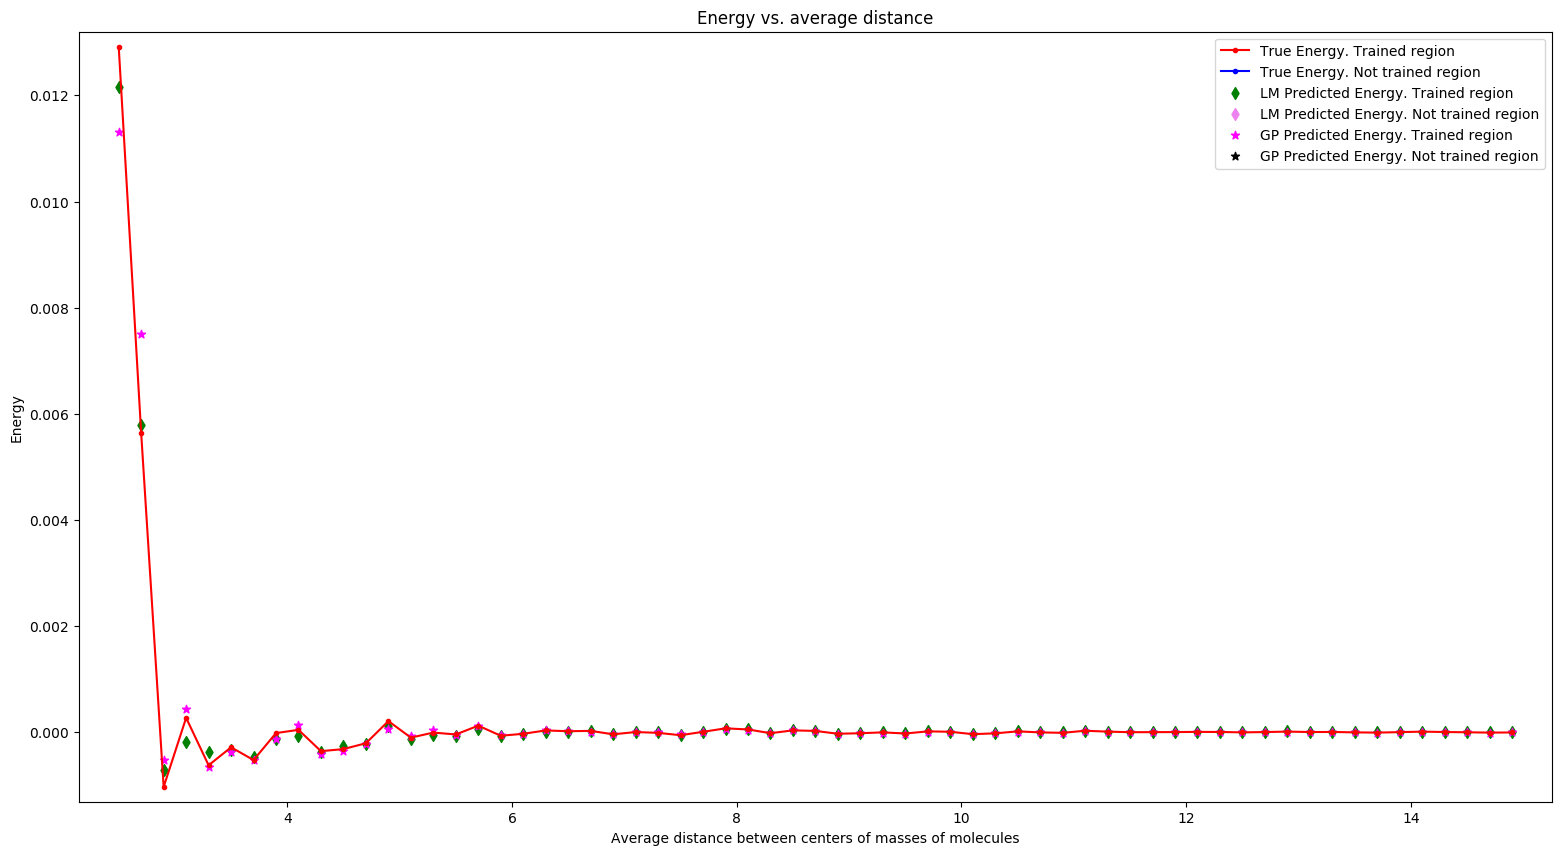 Energy vs. average distance
True Energy. Trained region
True Energy. Not trained region
LM Predicted Energy. Trained region
LM Predicted Energy. Not trained region
GP Predicted Energy. Trained region
GP Predicted Energy. Not trained region
0.012
0.010
0.008
0.006
0.004
0.002
0.000
Energy
4 6 8 10 12 14
Average distance between centers of masses of molecules